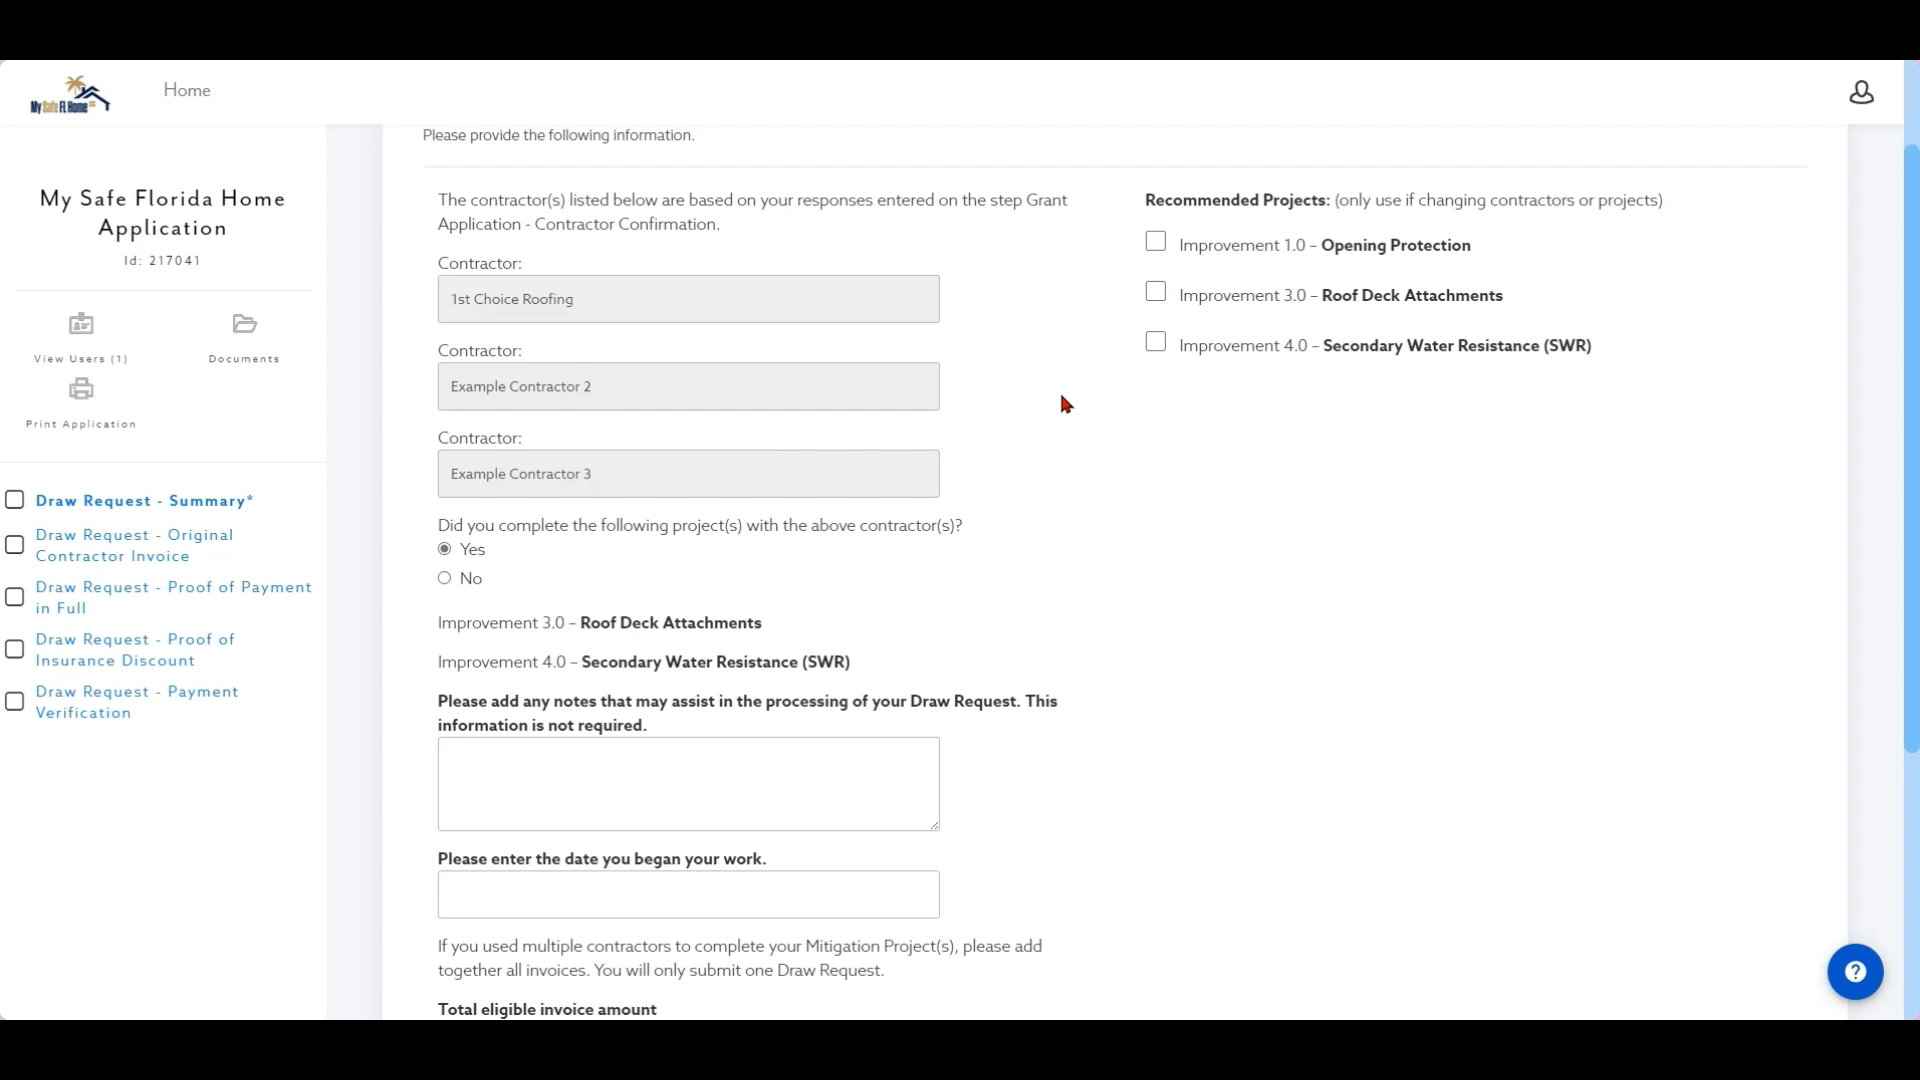 My Safe FL Home
Home
My Safe Florida Home
Application
Id: 217041
View Users (1)
Documents
Print Application
Draw Request - Summary*
Draw Request - Original
Contractor Invoice
Draw Request - Proof of Payment
in Full
Draw Request - Proof of
Insurance Discount
Draw Request - Payment
Verification
Please provide the following information.
The contractor(s) listed below are based on your responses entered on the step Grant
Application - Contractor Confirmation.
Contractor:
1st Choice Roofing
Contractor:
Example Contractor 2
Contractor:
Example Contractor 3
Did you complete the following project(s) with the above contractor(s)?
Yes
No
Improvement 3.0 – Roof Deck Attachments
Improvement 4.0 – Secondary Water Resistance (SWR)
Please add any notes that may assist in the processing of your Draw Request. This
information is not required.
Please enter the date you began your work.
If you used multiple contractors to complete your Mitigation Project(s), please add
together all invoices. You will only submit one Draw Request.
Total eligible invoice amount
Recommended Projects: (only use if changing contractors or projects)
Improvement 1.0 – Opening Protection
Improvement 3.0 – Roof Deck Attachments
Improvement 4.0 – Secondary Water Resistance (SWR)